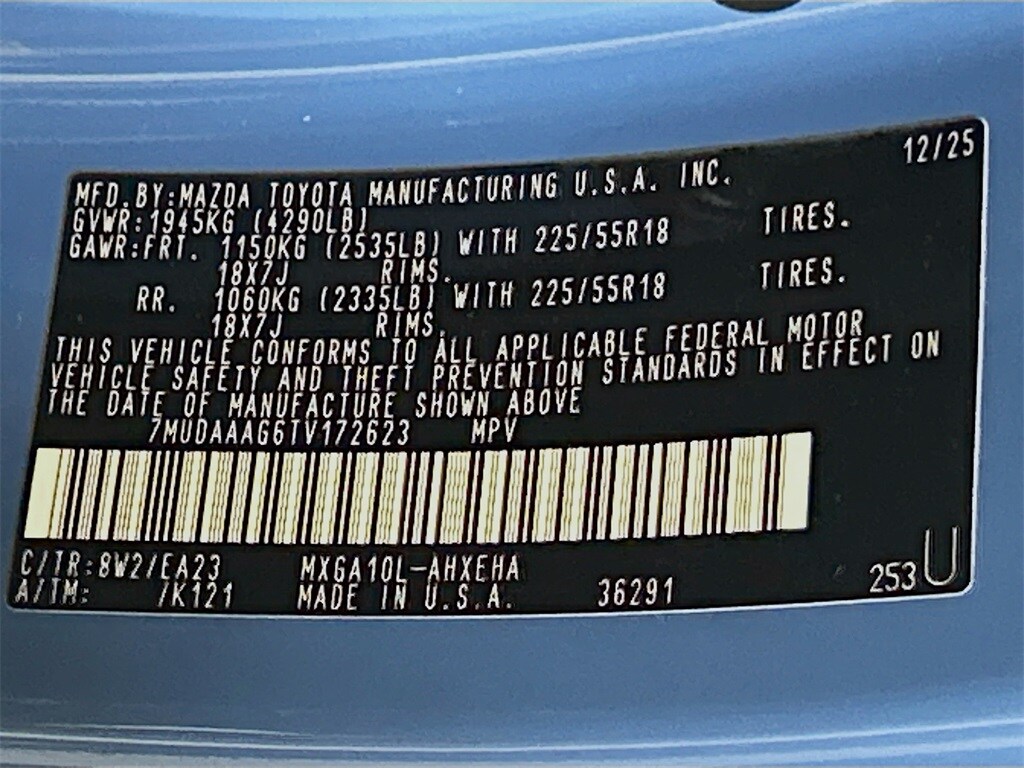 12/25
MFD.BY:MAZDA TOYOTA MANUFACTURING U.S.A. INC.
GVWR:1945KG (4290LB)
GAWR:FRT. 1150KG (2535LB) WITH 225/55R18 TIRES.
18X7J RIMS.
RR. 1060KG (2335LB) WITH 225/55R18 TIRES.
18X7J RIMS.
THIS VEHICLE CONFORMS TO ALL APPLICABLE FEDERAL MOTOR
VEHICLE SAFETY AND THEFT PREVENTION STANDARDS IN EFFECT ON
THE DATE OF MANUFACTURE SHOWN ABOVE
7MUDAAAG6TV172623 MPV
C/TR:8W2/EA23 MXGA10L-AHXEHA
A/TM: /K121 MADE IN U.S.A. 36291 253 U